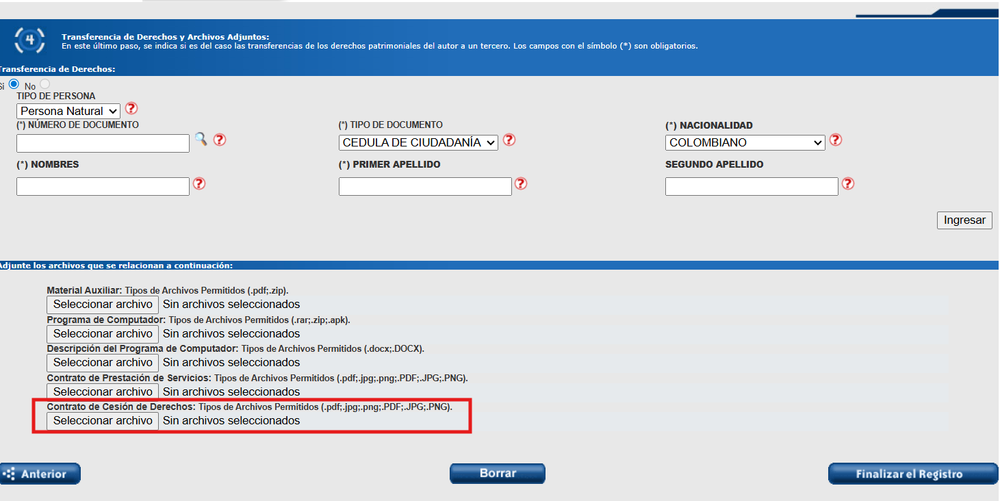 4
Transferencia de Derechos y Archivos Adjuntos:
En este último paso, se indica si es del caso las transferencias de los derechos patrimoniales del autor a un tercero. Los campos con el símbolo (*) son obligatorios.
Transferencia de Derechos:
Si No
TIPO DE PERSONA
Persona Natural ?
(*) NÚMERO DE DOCUMENTO (*) TIPO DE DOCUMENTO (*) NACIONALIDAD
? CEDULA DE CIUDADANÍA ? COLOMBIANO ?
(*) NOMBRES (*) PRIMER APELLIDO SEGUNDO APELLIDO
? ? ?
Ingresar
Adjunte los archivos que se relacionan a continuación:
Material Auxiliar: Tipos de Archivos Permitidos (.pdf;.zip).
Seleccionar archivo Sin archivos seleccionados
Programa de Computador: Tipos de Archivos Permitidos (.rar;.zip;.apk).
Seleccionar archivo Sin archivos seleccionados
Descripción del Programa de Computador: Tipos de Archivos Permitidos (.docx;.DOCX).
Seleccionar archivo Sin archivos seleccionados
Contrato de Prestación de Servicios: Tipos de Archivos Permitidos (.pdf;.jpg;.png;.PDF;.JPG;.PNG).
Seleccionar archivo Sin archivos seleccionados
Contrato de Cesión de Derechos: Tipos de Archivos Permitidos (.pdf;.jpg;.png;.PDF;.JPG;.PNG).
Seleccionar archivo Sin archivos seleccionados
Anterior Borrar Finalizar el Registro